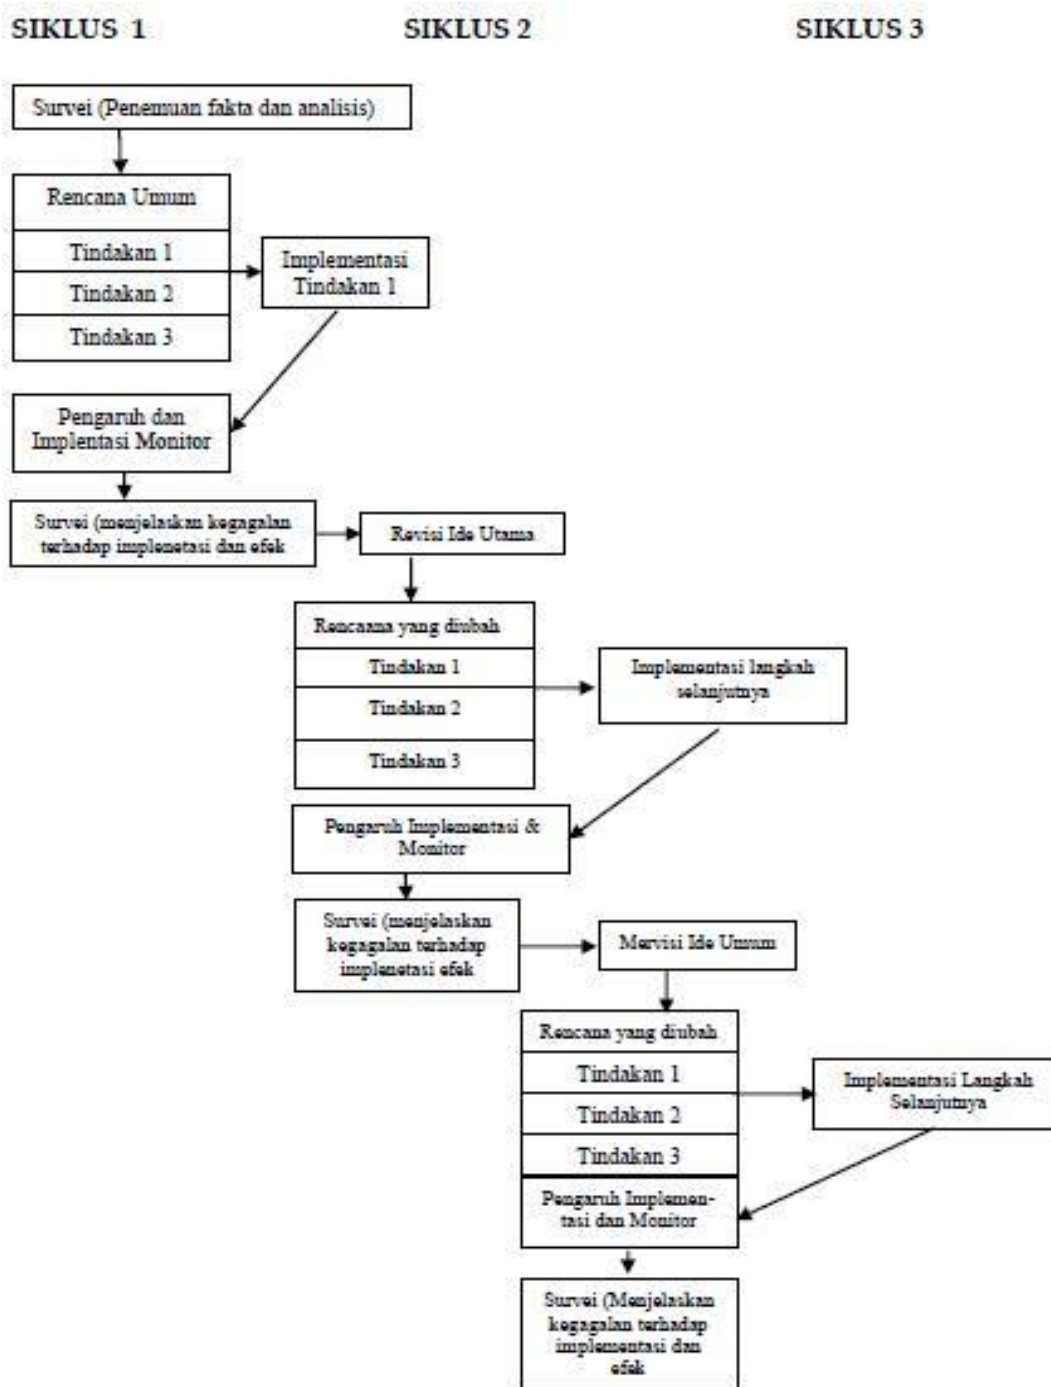 SIKLUS 1
SIKLUS 2
SIKLUS 3
Survei (Penemuan fakta dan analisis)
Rencana Umum
Tindakan 1
Tindakan 2
Tindakan 3
Implementasi
Tindakan 1
Pengaruh dan
Implentasi Monitor
Survei (menjelaskan kegagalan
terhadap implenetasi dan efek
Revisi Ide Utama
Rencaana yang diubah
Tindakan 1
Tindakan 2
Tindakan 3
Implementasi langkah
selanjutnya
Pengaruh Implementasi &
Monitor
Survei (menjelaskan
kegagalan terhadap
implenetasi efek
Mervisi Ide Umum
Rencana yang diubah
Tindakan 1
Tindakan 2
Tindakan 3
Implementasi Langkah
Selanjutnya
Pengaruh Implemen-
tasi dan Monitor
Survei (Menjelaskan
kegagalan terhadap
implementasi dan
efek